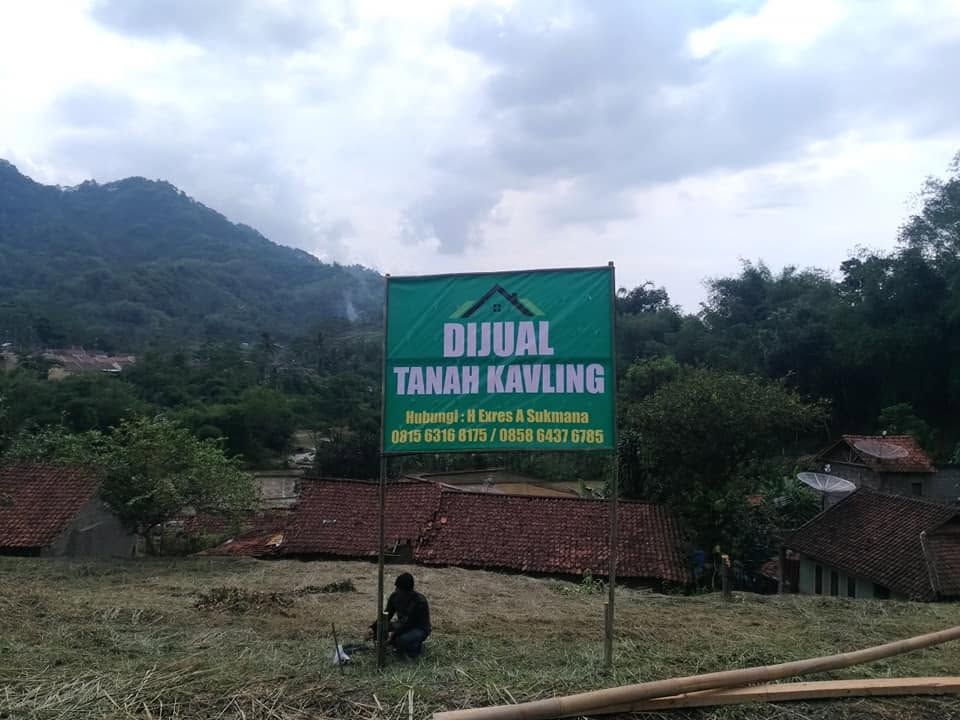 DIJUAL
TANAH KAVLING
Hubungi : H Exres A Sukmana
0815 6316 8175 / 0858 6437 6785